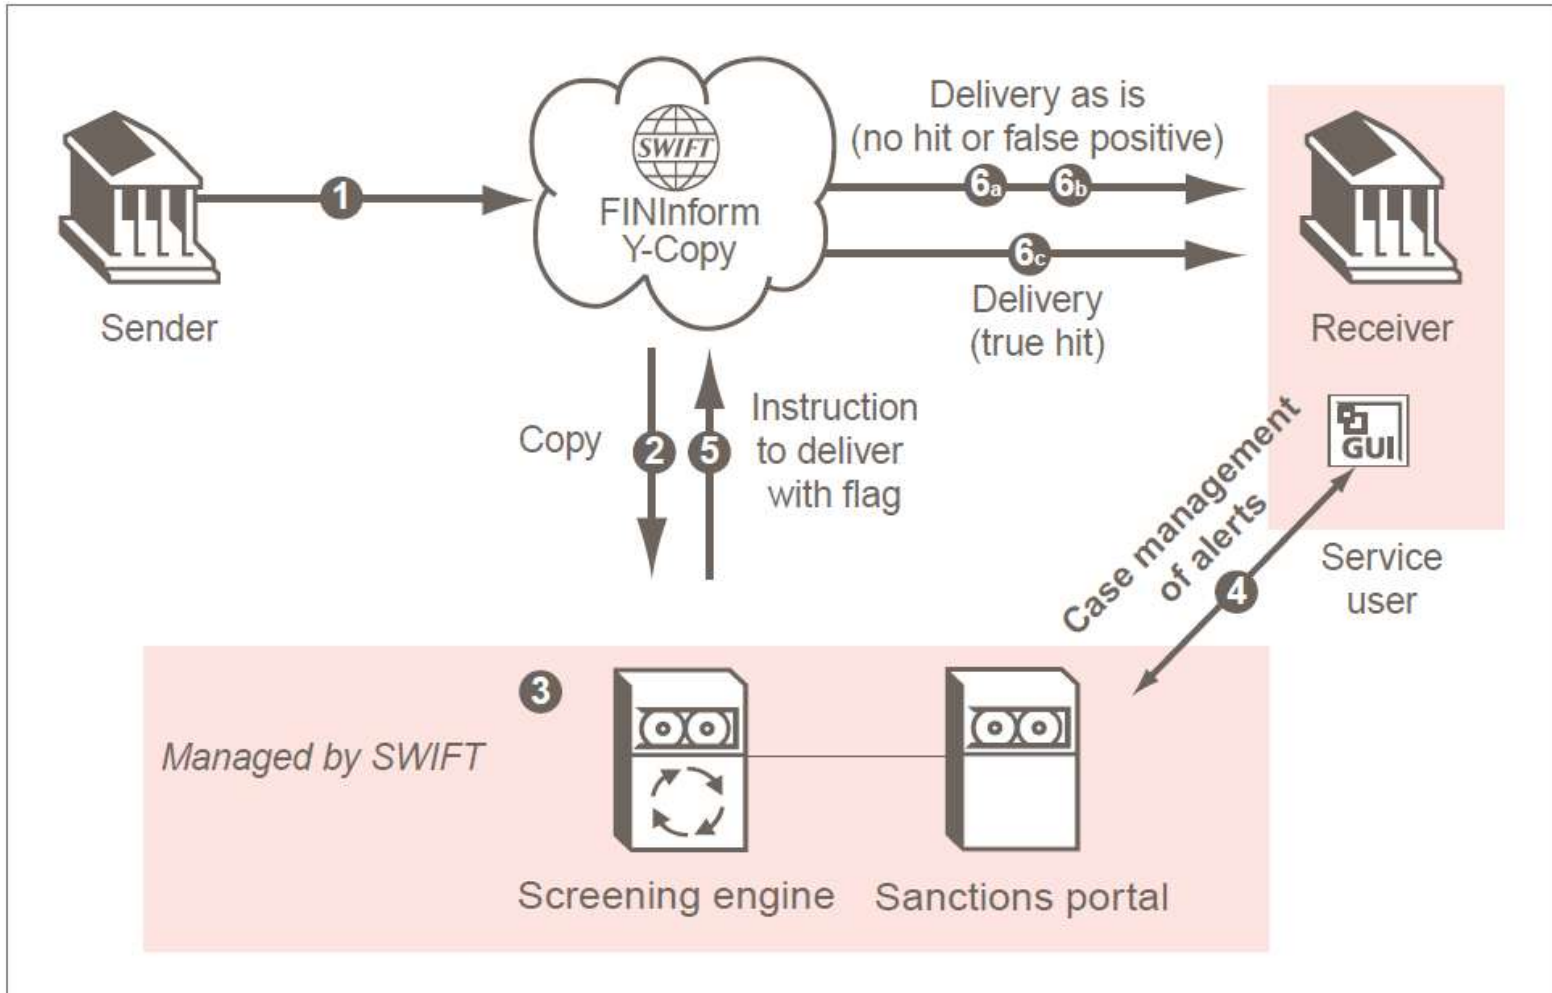 Sender
1
SWIFT
FINInform
Y-Copy
Delivery as is
(no hit or false positive)
6a 6b
6c
Delivery
(true hit)
Receiver
GUI
Service
user
Copy
2
5
Instruction
to deliver
with flag
Case management
of alerts
4
3
Managed by SWIFT
Screening engine
Sanctions portal